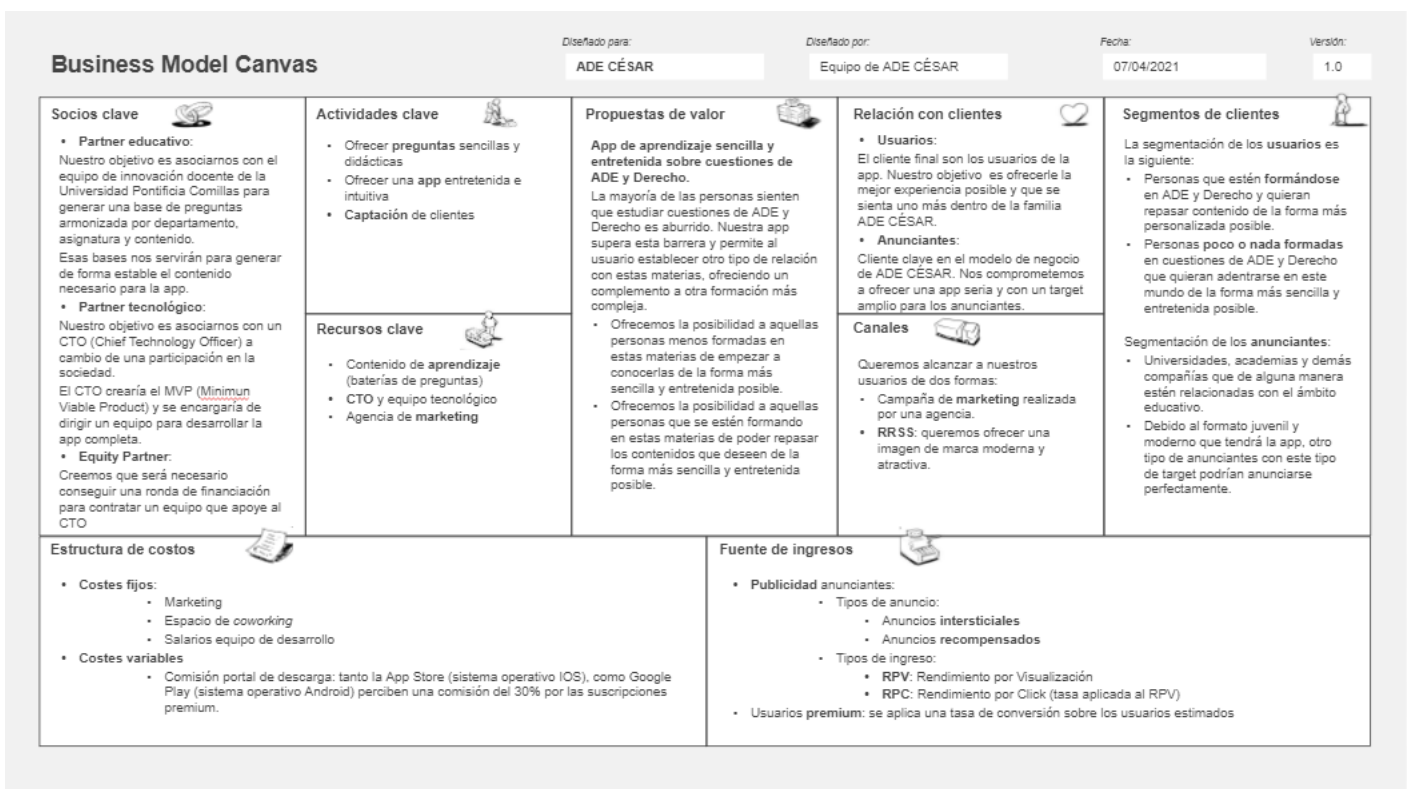 Business Model Canvas
Diseñado para:
ADE CÉSAR
Diseñado por:
Equipo de ADE CÉSAR
Fecha:
07/04/2021
Versión:
1.0
Socios clave
• Partner educativo:
Nuestro objetivo es asociarnos con el
equipo de innovación docente de la
Universidad Pontificia Comillas para
generar una base de preguntas
armonizada por departamento,
asignatura y contenido.
Esas bases nos servirán para generar
de forma estable el contenido
necesario para la app.
• Partner tecnológico:
Nuestro objetivo es asociarnos con un
CTO (Chief Technology Officer) a
cambio de una participación en la
sociedad.
El CTO crearía el MVP (Minimun
Viable Product) y se encargaría de
dirigir un equipo para desarrollar la
app completa.
• Equity Partner:
Creemos que será necesario
conseguir una ronda de financiación
para contratar un equipo que apoye al
CTO
Actividades clave
• Ofrecer preguntas sencillas y
didácticas
• Ofrecer una app entretenida e
intuitiva
• Captación de clientes
Recursos clave
• Contenido de aprendizaje
(baterías de preguntas)
• CTO y equipo tecnológico
• Agencia de marketing
Propuestas de valor
App de aprendizaje sencilla y
entretenida sobre cuestiones de
ADE y Derecho.
La mayoría de las personas sienten
que estudiar cuestiones de ADE y
Derecho es aburrido. Nuestra app
supera esta barrera y permite al
usuario establecer otro tipo de relación
con estas materias, ofreciendo un
complemento a otra formación más
compleja.
• Ofrecemos la posibilidad a aquellas
personas menos formadas en
estas materias de empezar a
conocerlas de la forma más
sencilla y entretenida posible.
• Ofrecemos la posibilidad a aquellas
personas que se estén formando
en estas materias de poder repasar
los contenidos que deseen de la
forma más sencilla y entretenida
posible.
Relación con clientes
• Usuarios:
El cliente final son los usuarios de la
app. Nuestro objetivo es ofrecerle la
mejor experiencia posible y que se
sienta uno más dentro de la familia
ADE CÉSAR.
• Anunciantes:
Cliente clave en el modelo de negocio
de ADE CÉSAR. Nos comprometemos
a ofrecer una app seria y con un target
amplio para los anunciantes.
Canales
Queremos alcanzar a nuestros
usuarios de dos formas:
• Campaña de marketing realizada
por una agencia.
• RRSS: queremos ofrecer una
imagen de marca moderna y
atractiva.
Segmentos de clientes
La segmentación de los usuarios es
la siguiente:
• Personas que estén formándose
en ADE y Derecho y quieran
repasar contenido de la forma más
personalizada posible.
• Personas poco o nada formadas
en cuestiones de ADE y Derecho
que quieran adentrarse en este
mundo de la forma más sencilla y
entretenida posible.
Segmentación de los anunciantes:
• Universidades, academias y demás
compañías que de alguna manera
estén relacionadas con el ámbito
educativo.
• Debido al formato juvenil y
moderno que tendrá la app, otro
tipo de anunciantes con este tipo
de target podrían anunciarse
perfectamente.
Estructura de costos
• Costes fijos:
• Marketing
• Espacio de coworking
• Salarios equipo de desarrollo
• Costes variables
• Comisión portal de descarga: tanto la App Store (sistema operativo IOS), como Google
Play (sistema operativo Android) perciben una comisión del 30% por las suscripciones
premium.
Fuente de ingresos
• Publicidad anunciantes:
• Tipos de anuncio:
• Anuncios intersticiales
• Anuncios recompensados
• Tipos de ingreso:
• RPV: Rendimiento por Visualización
• RPC: Rendimiento por Click (tasa aplicada al RPV)
• Usuarios premium: se aplica una tasa de conversión sobre los usuarios estimados